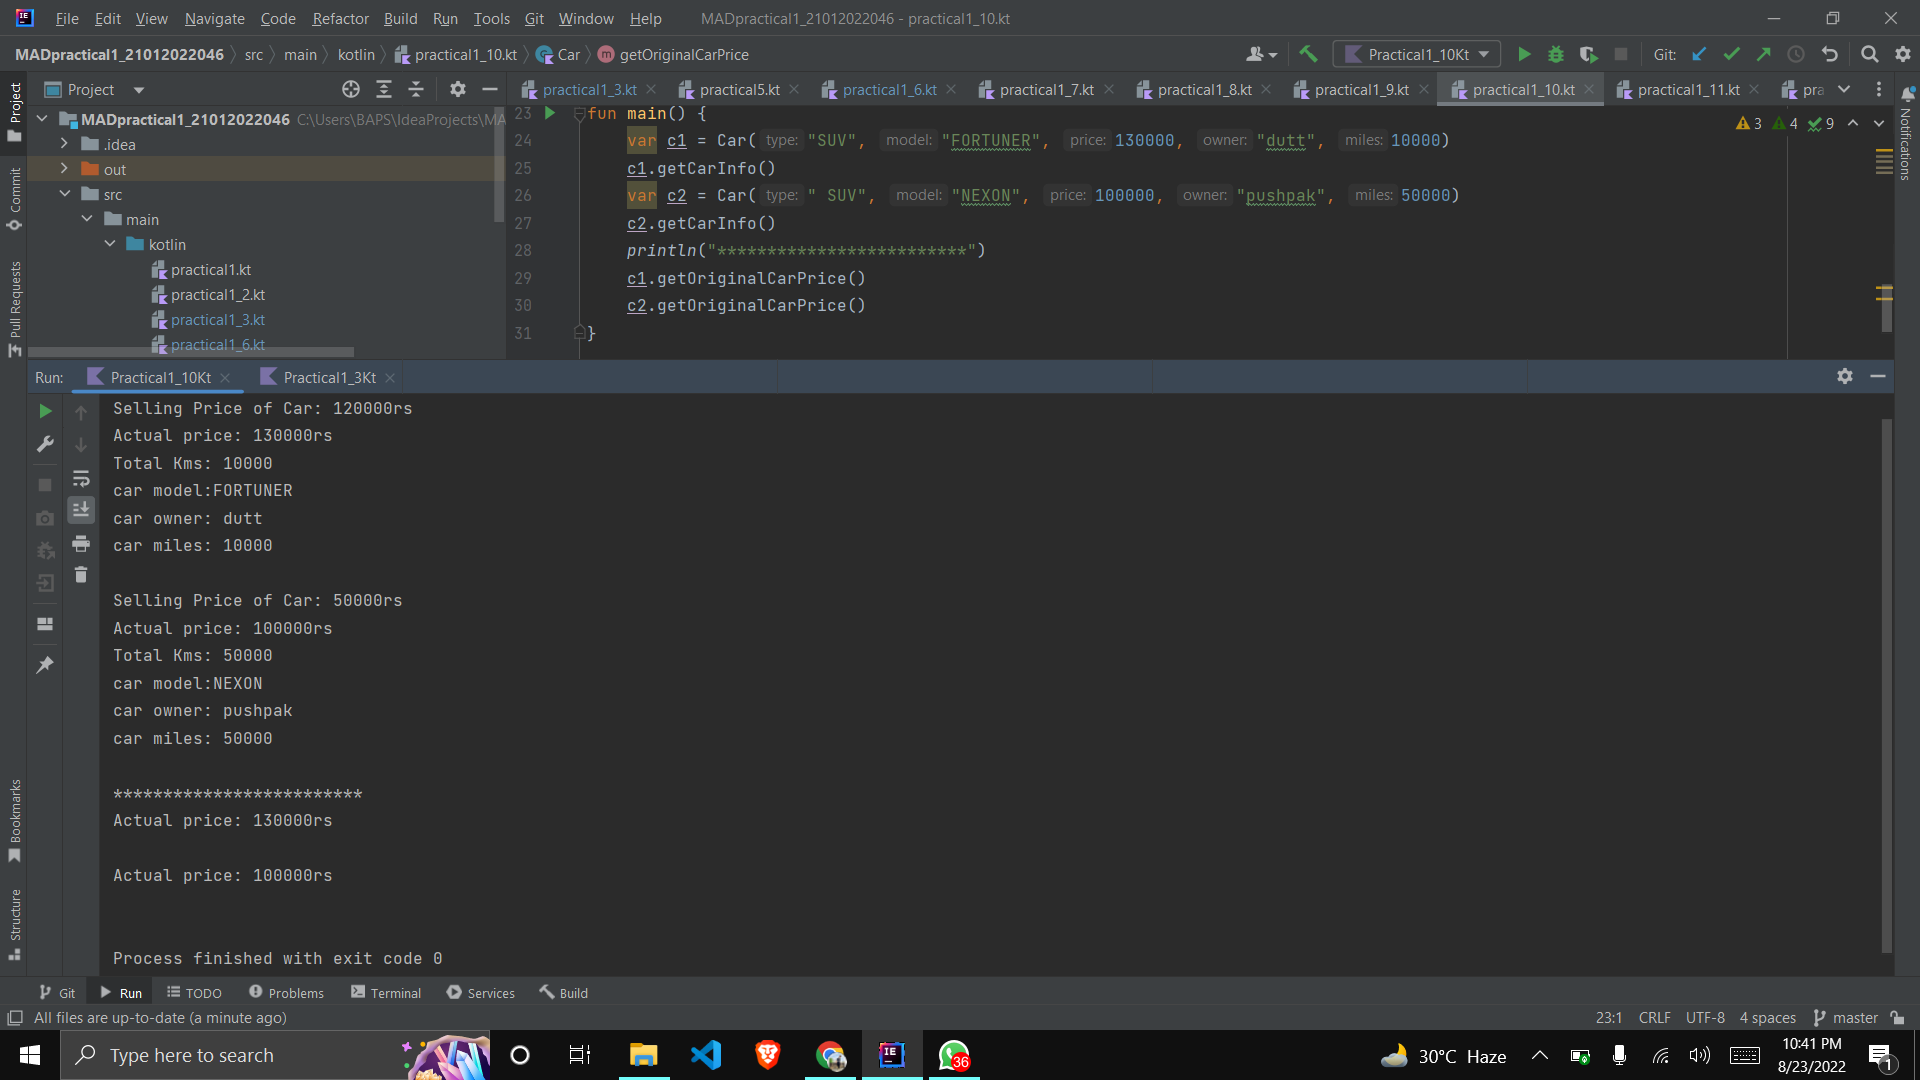 File Edit View Navigate Code Refactor Build Run Tools Git Window Help MADpractical1_21012022046 - practical1_10.kt
MADpractical1_21012022046 src main kotlin practical1_10.kt Car getOriginalCarPrice Practical1_10Kt Git:
Project
practical1_3.kt practical5.kt practical1_6.kt practical1_7.kt practical1_8.kt practical1_9.kt practical1_10.kt practical1_11.kt pra
MADpractical1_21012022046 C:\Users\BAPS\IdeaProjects\MA
.idea
out
src
main
kotlin
practical1.kt
practical1_2.kt
practical1_3.kt
practical1_6.kt
3 4 9
23 fun main() {
24 var c1 = Car( type: "SUV", model: "FORTUNER", price: 130000, owner: "dutt", miles: 10000)
25 c1.getCarInfo()
26 var c2 = Car( type: " SUV", model: "NEXON", price: 100000, owner: "pushpak", miles: 50000)
27 c2.getCarInfo()
28 println("*************************")
29 c1.getOriginalCarPrice()
30 c2.getOriginalCarPrice()
31 }
Project
Commit
Pull Requests
Bookmarks
Structure
Notifications
Run: Practical1_10Kt Practical1_3Kt
Selling Price of Car: 120000rs
Actual price: 130000rs
Total Kms: 10000
car model:FORTUNER
car owner: dutt
car miles: 10000
Selling Price of Car: 50000rs
Actual price: 100000rs
Total Kms: 50000
car model:NEXON
car owner: pushpak
car miles: 50000
*************************
Actual price: 130000rs
Actual price: 100000rs
Process finished with exit code 0
Git Run TODO Problems Terminal Services Build
All files are up-to-date (a minute ago) 23:1 CRLF UTF-8 4 spaces master
Type here to search 36 30°C Haze 10:41 PM
8/23/2022 1